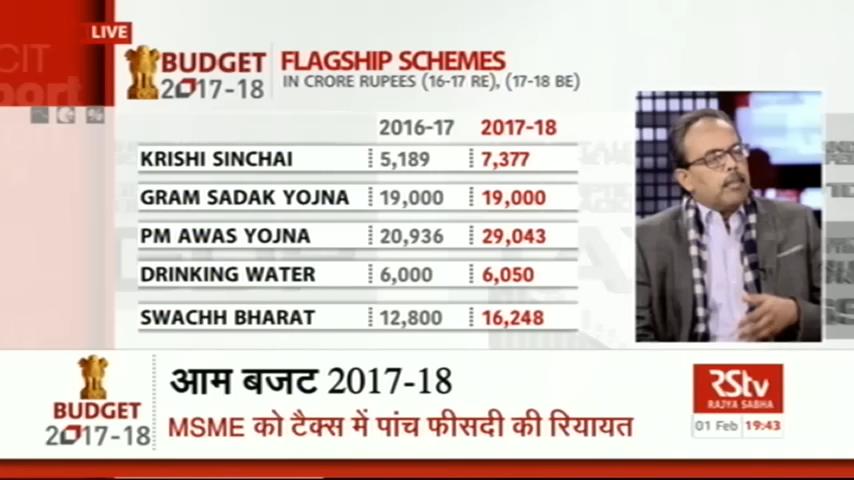 LIVE
BUDGET
2017-18
FLAGSHIP SCHEMES
IN CRORE RUPEES (16-17 RE), (17-18 BE)
2016-17 2017-18
KRISHI SINCHAI 5,189 7,377
GRAM SADAK YOJNA 19,000 19,000
PM AWAS YOJNA 20,936 29,043
DRINKING WATER 6,000 6,050
SWACHH BHARAT 12,800 16,248
BUDGET
2017-18
आम बजट 2017-18
MSME को टैक्स में पांच फीसदी की रियायत
RStv
RAJYA SABHA
01 Feb 19:43